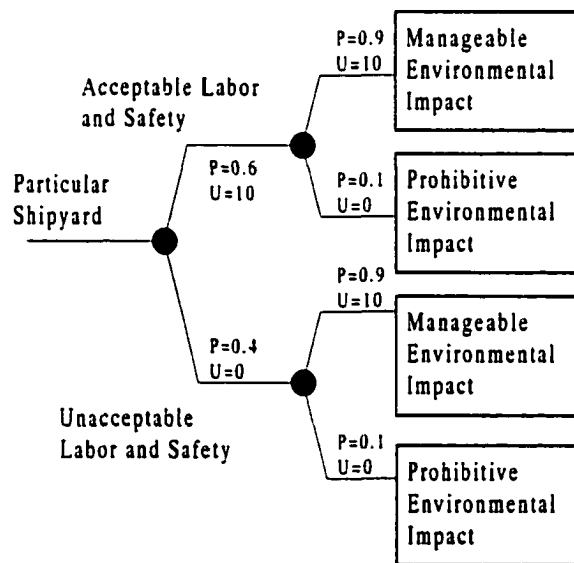 P=0.9
U=10
Manageable
Environmental
Impact
Acceptable Labor
and Safety
P=0.6
U=10
P=0.1
U=0
Prohibitive
Environmental
Impact
Particular
Shipyard
P=0.9
U=10
Manageable
Environmental
Impact
P=0.4
U=0
Unacceptable
Labor and Safety
P=0.1
U=0
Prohibitive
Environmental
Impact